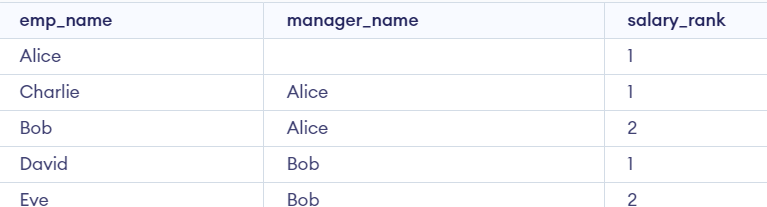 emp_name manager_name salary_rank
Alice 1
Charlie Alice 1
Bob Alice 2
David Bob 1
Eve Bob 2